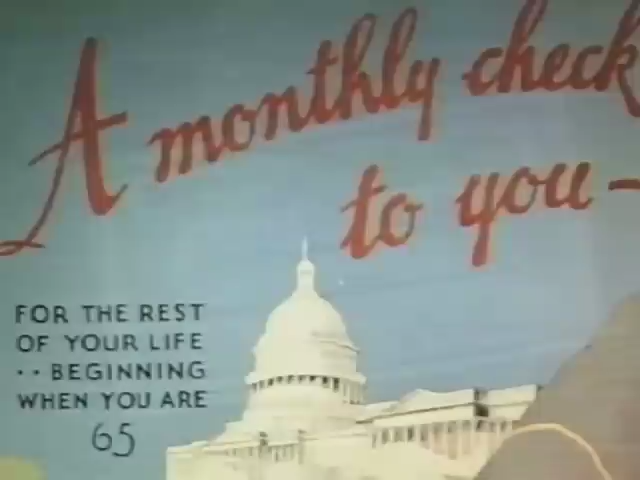 A monthly check
to you-
FOR THE REST
OF YOUR LIFE
··BEGINNING
WHEN YOU ARE
65